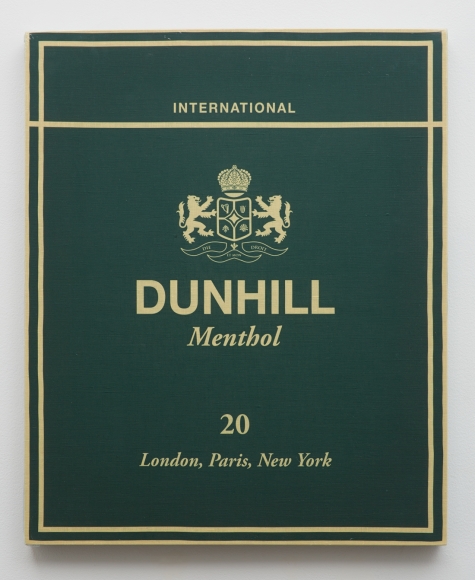 INTERNATIONAL
DUNHILL
Menthol
20
London, Paris, New York